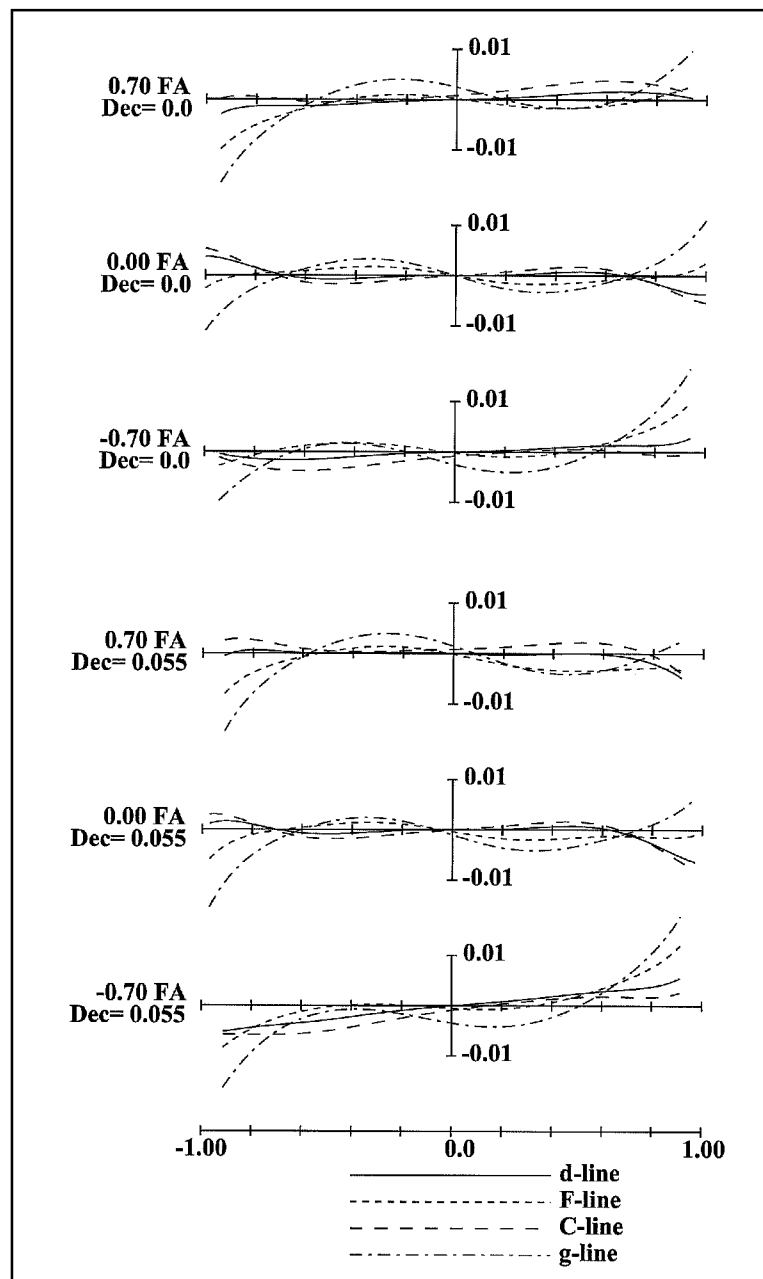 0.01
0.70 FA
Dec= 0.0
-0.01
0.01
0.00 FA
Dec= 0.0
-0.01
0.01
-0.70 FA
Dec= 0.0
-0.01
0.01
0.70 FA
Dec= 0.055
-0.01
0.01
0.00 FA
Dec= 0.055
-0.01
0.01
-0.70 FA
Dec= 0.055
-0.01
-1.00 0.0 1.00
d-line
F-line
C-line
g-line